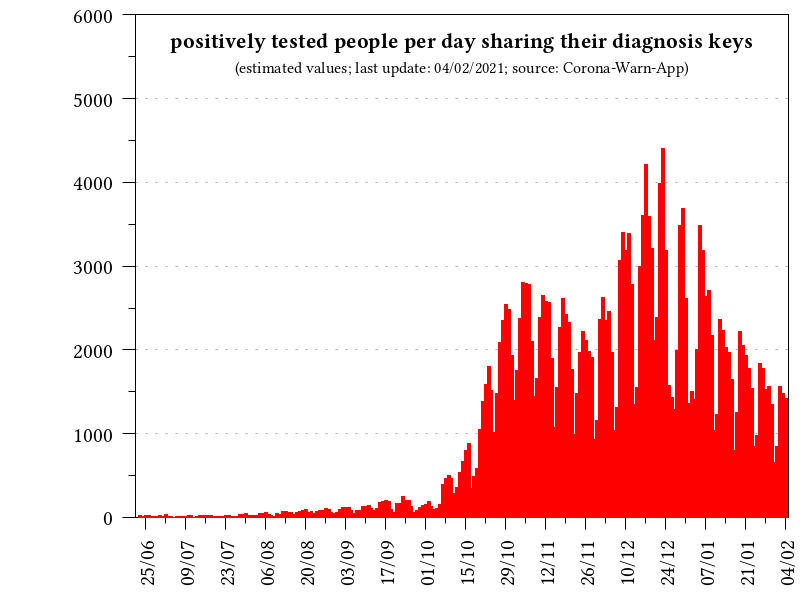 positively tested people per day sharing their diagnosis keys
(estimated values; last update: 04/02/2021; source: Corona-Warn-App)
6000
5000
4000
3000
2000
1000
0
25/06 09/07 23/07 06/08 20/08 03/09 17/09 01/10 15/10 29/10 12/11 26/11 10/12 24/12 07/01 21/01 04/02